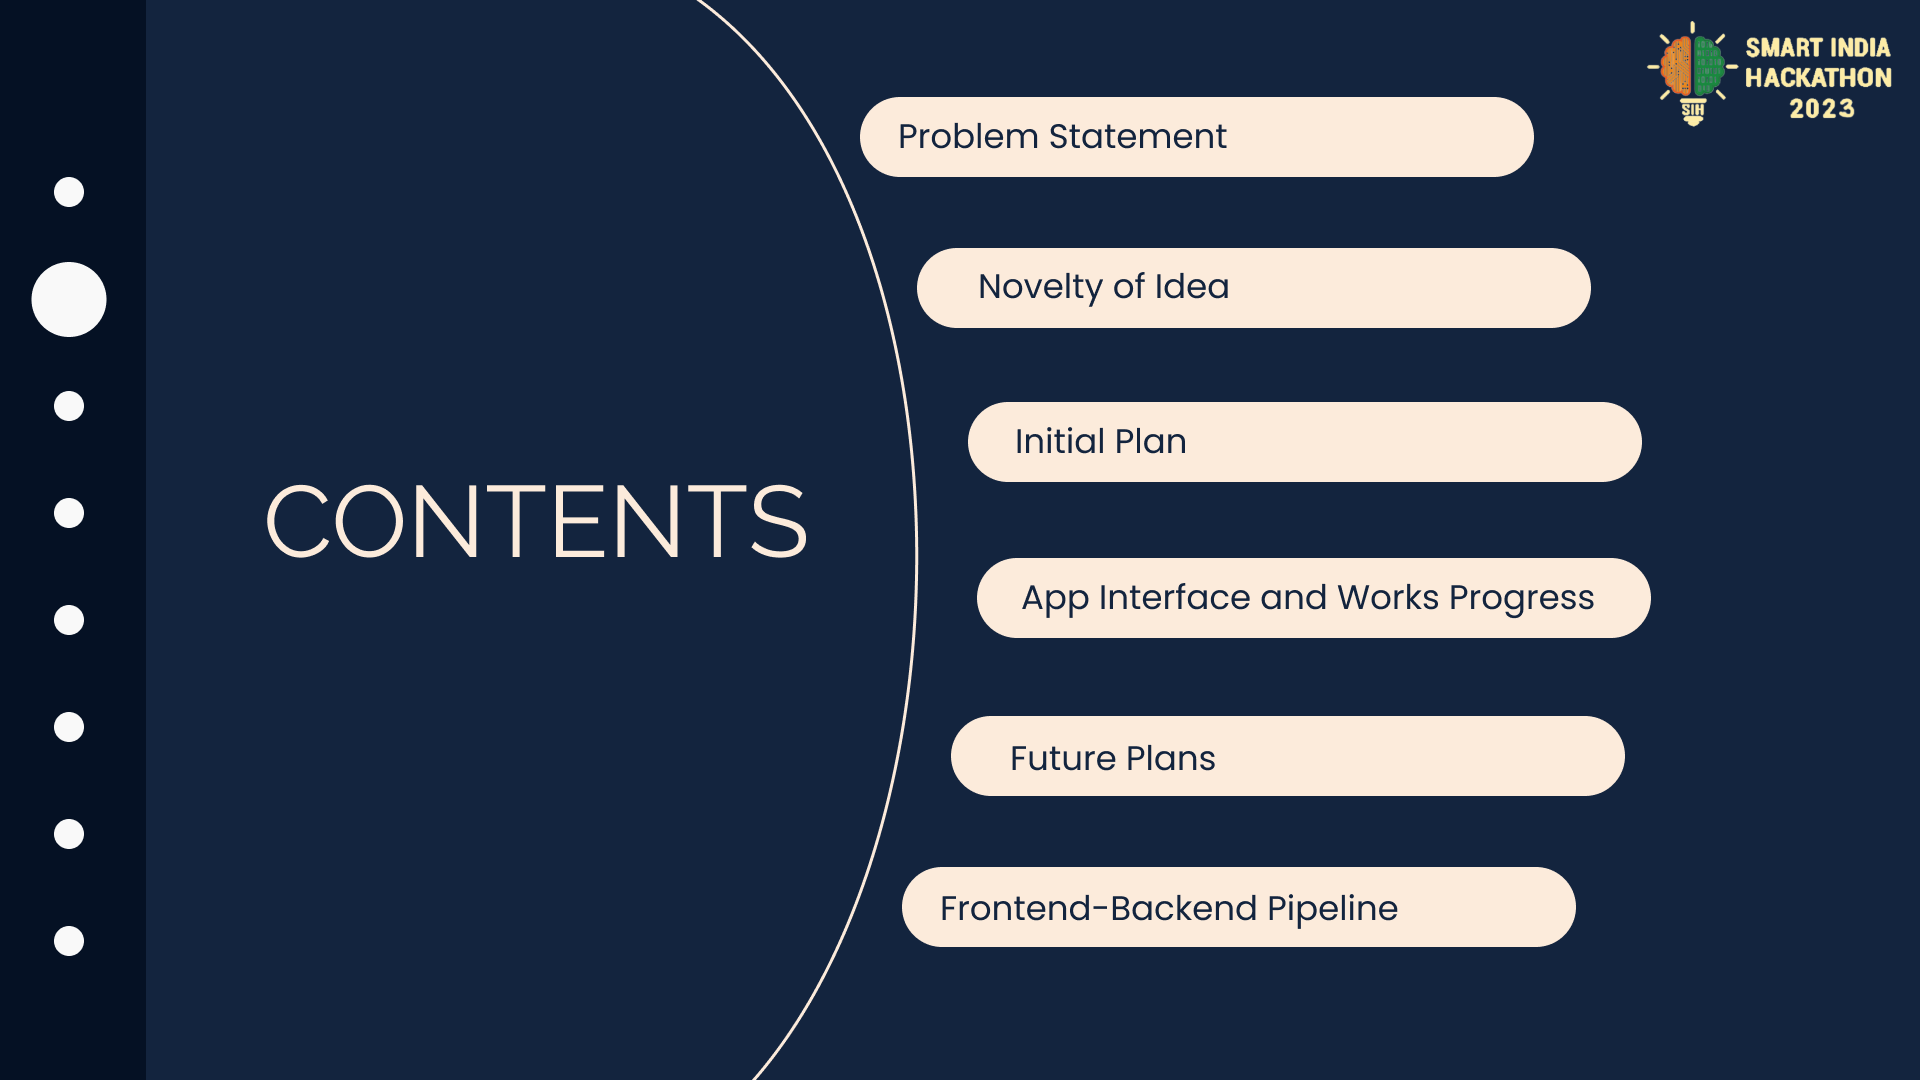 SMART INDIA
HACKATHON
2023
SIH
CONTENTS
Problem Statement
Novelty of Idea
Initial Plan
App Interface and Works Progress
Future Plans
Frontend-Backend Pipeline